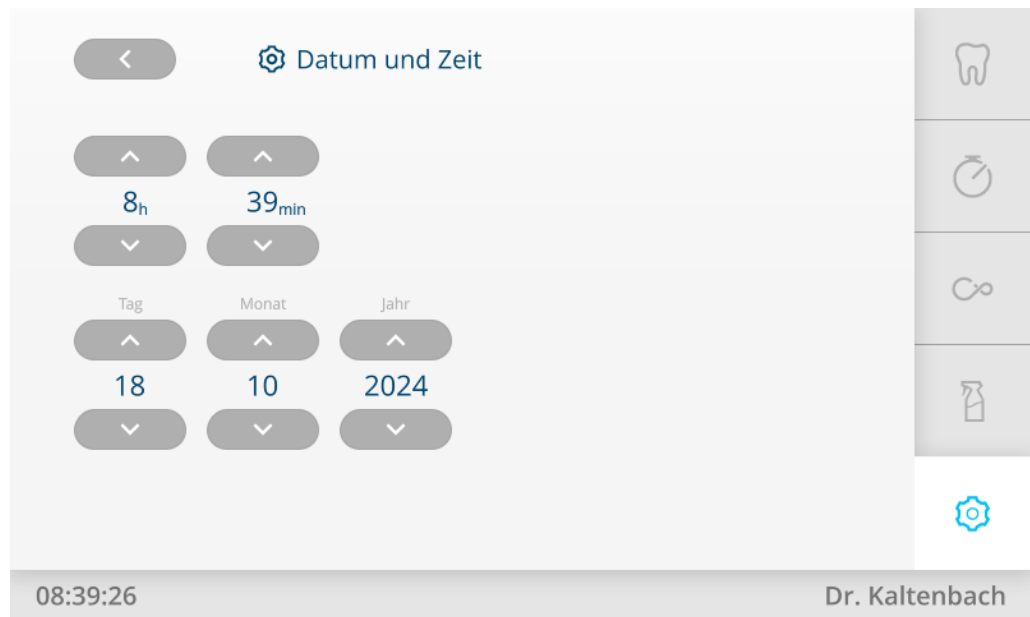 Datum und Zeit
8h 39min
Tag Monat Jahr
18 10 2024
08:39:26 Dr. Kaltenbach